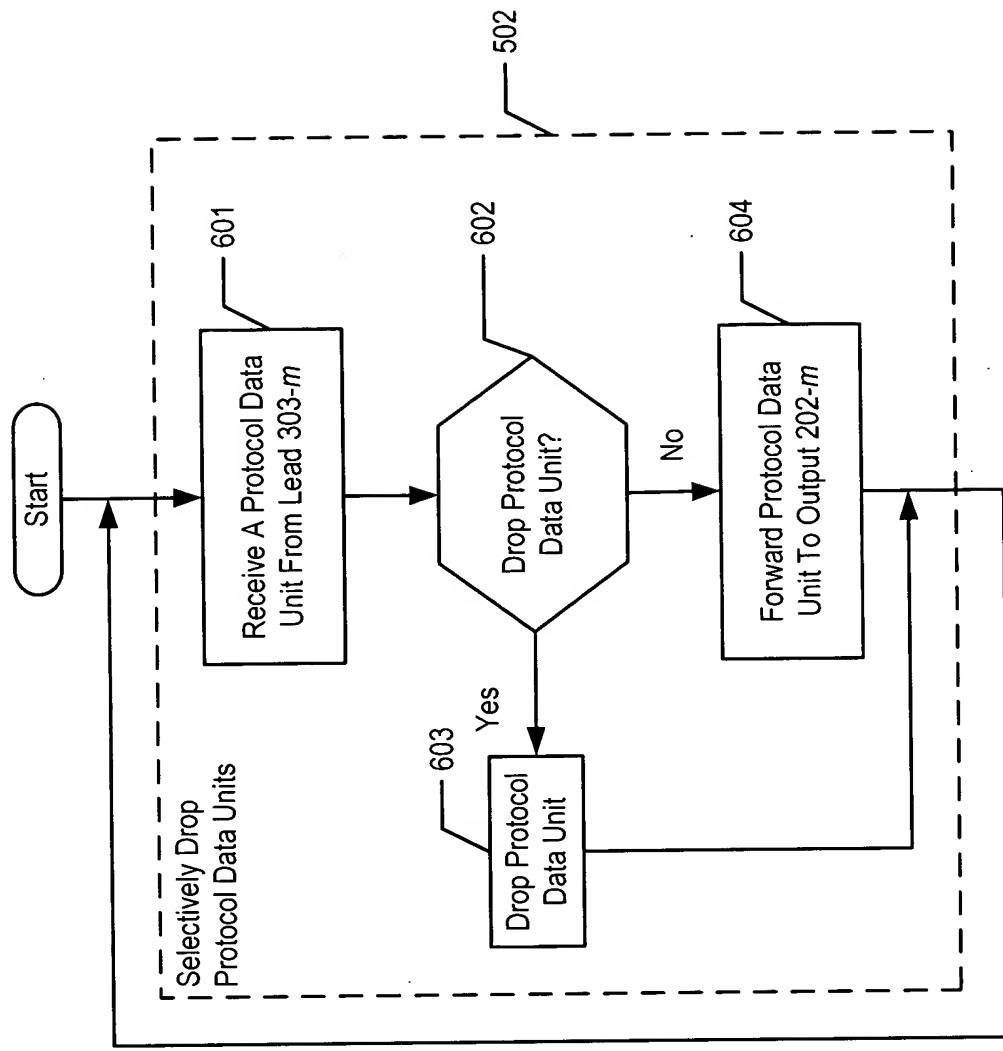 Start
Selectively Drop
Protocol Data Units
502
601
Receive A Protocol Data
Unit From Lead 303-m
602
Drop Protocol
Data Unit?
Yes
No
603
Drop Protocol
Data Unit
604
Forward Protocol Data
Unit To Output 202-m